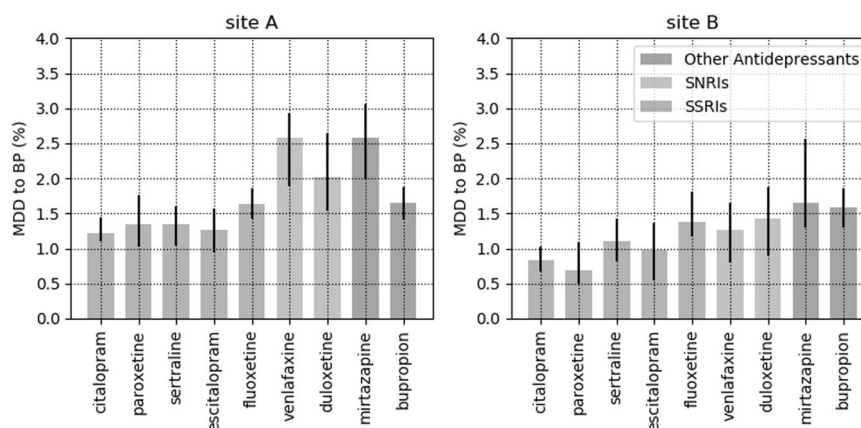 site A
MDD to BP (%)
4.0
3.5
3.0
2.5
2.0
1.5
1.0
0.5
0.0
citalopram
paroxetine
sertraline
escitalopram
fluoxetine
venlafaxine
duloxetine
mirtazapine
bupropion
site B
MDD to BP (%)
4.0
3.5
3.0
2.5
2.0
1.5
1.0
0.5
0.0
Other Antidepressants
SNRIs
SSRIs
citalopram
paroxetine
sertraline
escitalopram
fluoxetine
venlafaxine
duloxetine
mirtazapine
bupropion